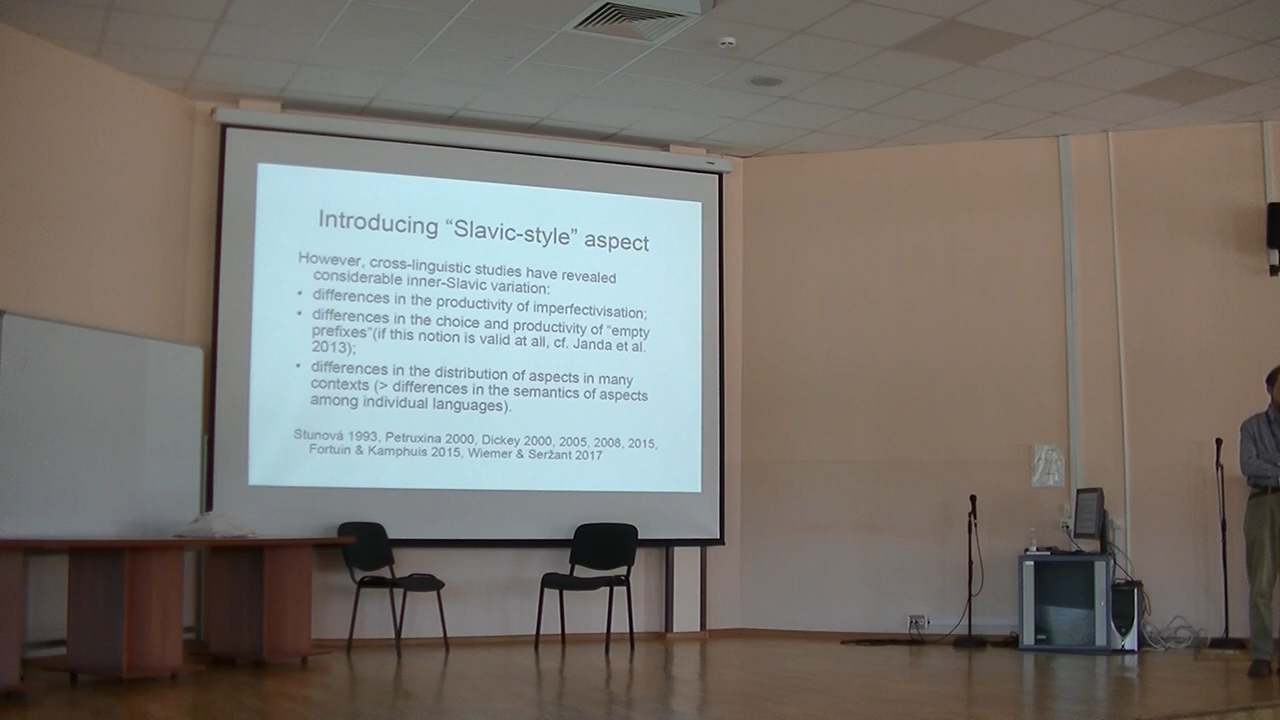 Introducing “Slavic-style” aspect
However, cross-linguistic studies have revealed
considerable inner-Slavic variation:
• differences in the productivity of imperfectivisation;
• differences in the choice and productivity of “empty
prefixes”(if this notion is valid at all, cf. Janda et al.
2013);
• differences in the distribution of aspects in many
contexts (> differences in the semantics of aspects
among individual languages).
Stunová 1993, Petruxina 2000, Dickey 2000, 2005, 2008, 2015,
Fortuin & Kamphuis 2015, Wiemer & Seržant 2017